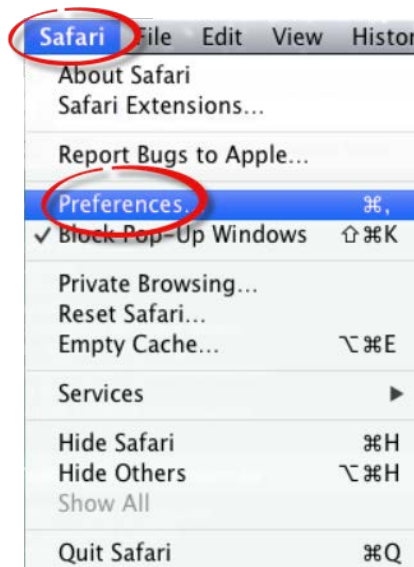 Safari File Edit View Histor
About Safari
Safari Extensions...
Report Bugs to Apple...
Preferences. ⌘,
✓ Block Pop-Up Windows ⇧⌘K
Private Browsing...
Reset Safari...
Empty Cache... ⌥⌘E
Services ▶
Hide Safari ⌘H
Hide Others ⌥⌘H
Show All
Quit Safari ⌘Q